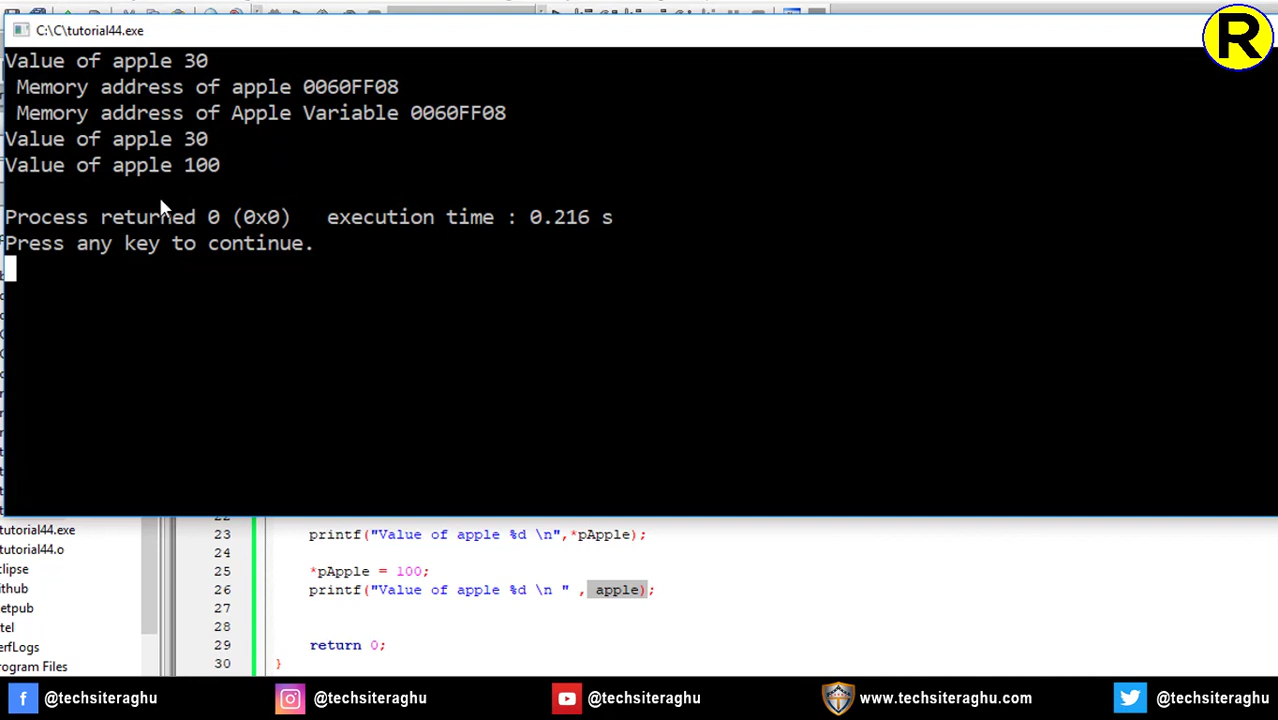 C:\C\tutorial44.exe
R
Value of apple 30
Memory address of apple 0060FF08
Memory address of Apple Variable 0060FF08
Value of apple 30
Value of apple 100
Process returned 0 (0x0)   execution time : 0.216 s
Press any key to continue.
tutorial44.exe
tutorial44.o
clipse
ithub
etpub
tel
erfLogs
rogram Files
23 printf("Value of apple %d \n",*pApple);
24
25 *pApple = 100;
26 printf("Value of apple %d \n " , apple);
27
28
29 return 0;
30 }
@techsiteraghu @techsiteraghu @techsiteraghu www.techsiteraghu.com @techsiteraghu